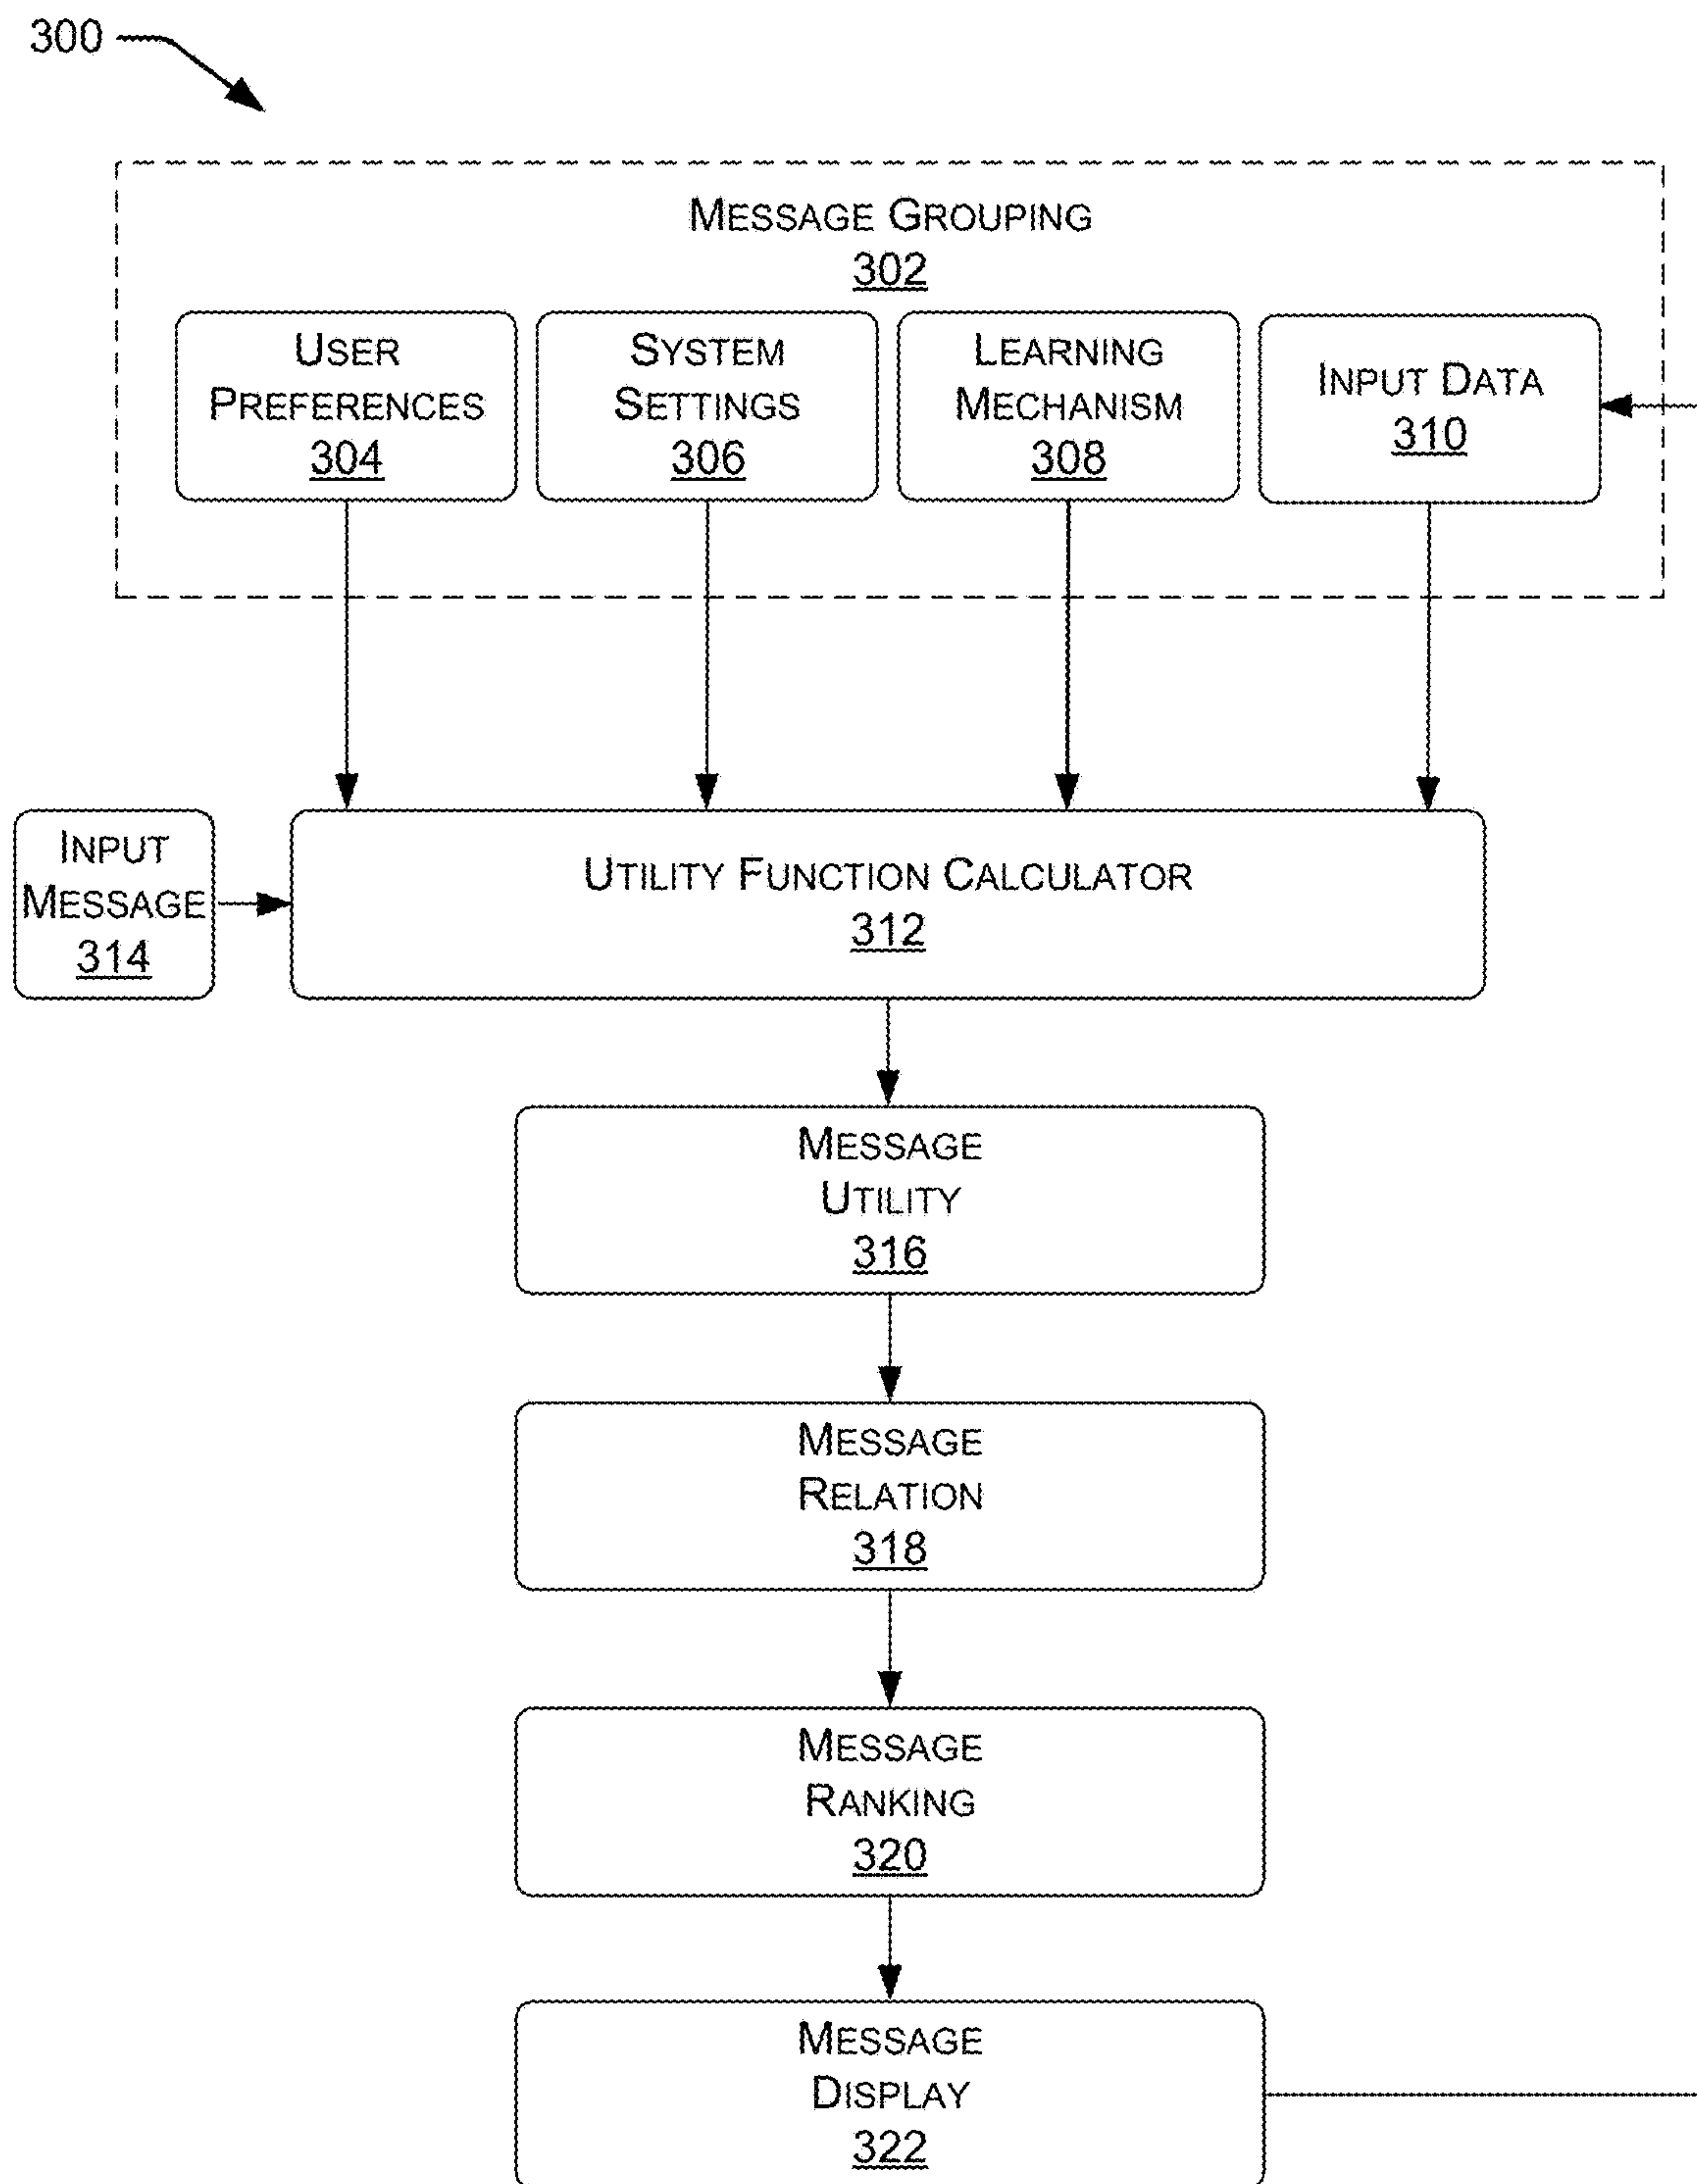 300
MESSAGE GROUPING
302
USER
PREFERENCES
304
SYSTEM
SETTINGS
306
LEARNING
MECHANISM
308
INPUT DATA
310
INPUT
MESSAGE
314
UTILITY FUNCTION CALCULATOR
312
MESSAGE
UTILITY
316
MESSAGE
RELATION
318
MESSAGE
RANKING
320
MESSAGE
DISPLAY
322